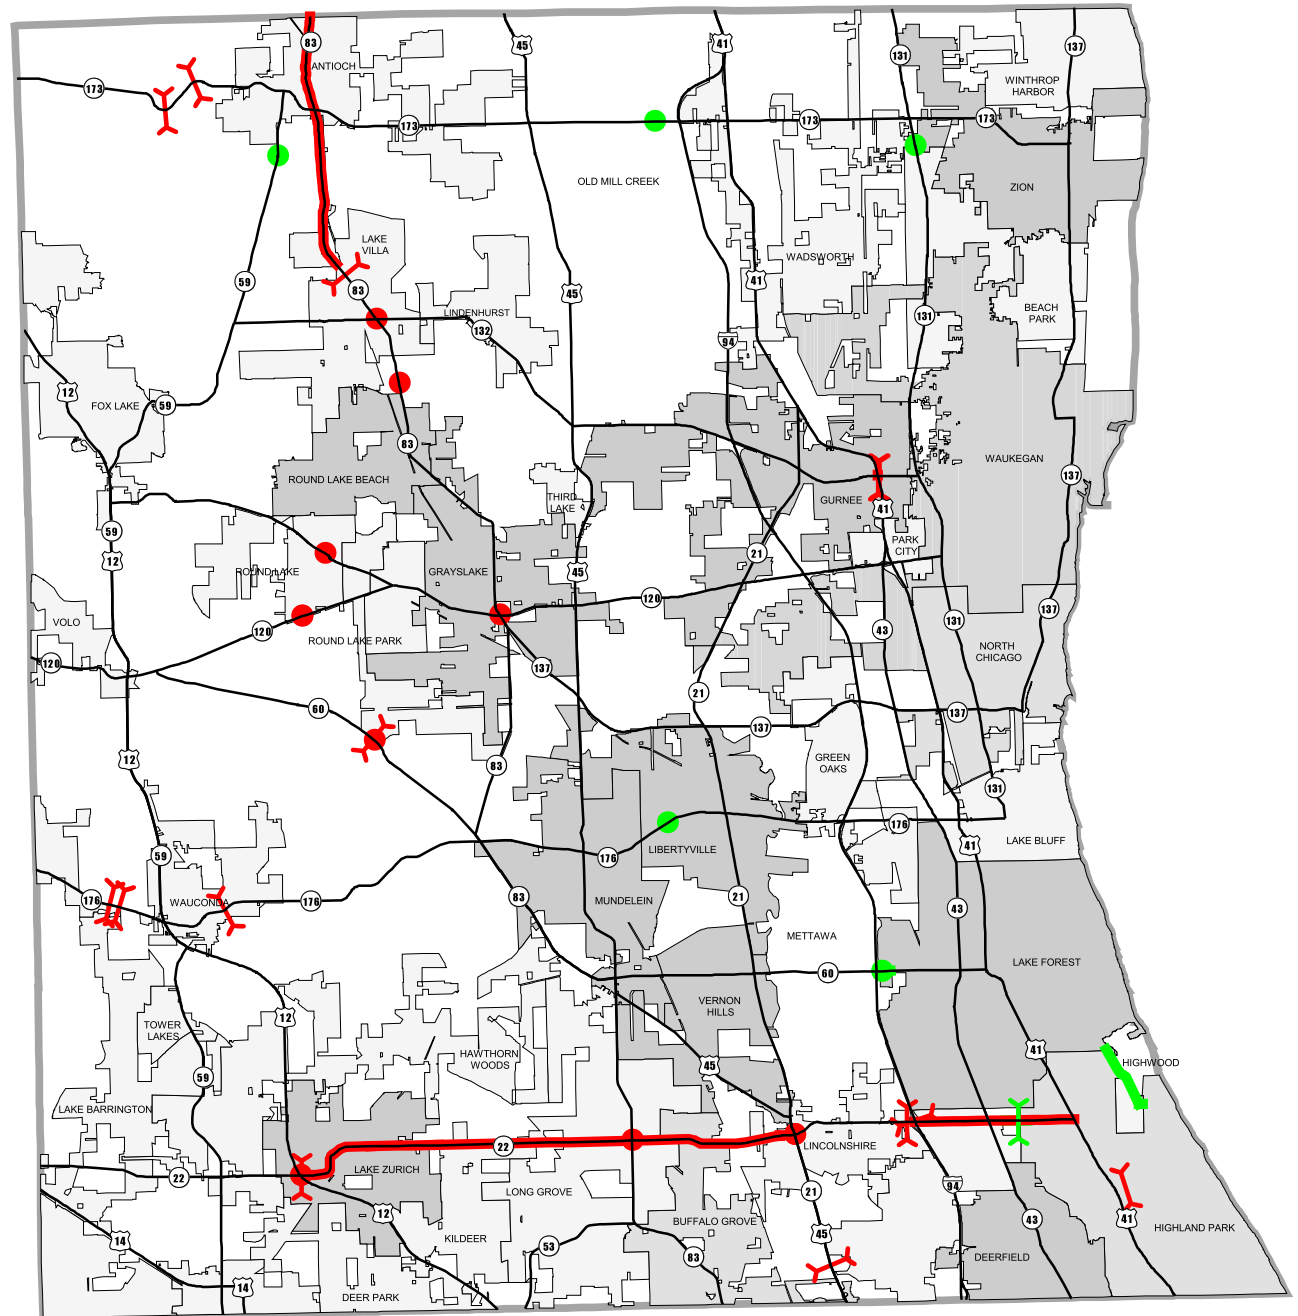 83
45
41
131
137
ANTIOCH
WINTHROP
HARBOR
173
173
173
173
OLD MILL CREEK
ZION
LAKE
VILLA
WADSWORTH
59
83
45
41
BEACH
PARK
LINDENHURST
132
131
94
12
FOX LAKE
59
83
ROUND LAKE BEACH
WAUKEGAN
137
THIRD
LAKE
GURNEE
41
59
PARK
CITY
12
21
ROUND LAKE
GRAYSLAKE
45
120
137
VOLO
120
ROUND LAKE PARK
43
131
NORTH
CHICAGO
120
137
21
60
137
137
12
83
GREEN
OAKS
131
176
59
LIBERTYVILLE
176
41
LAKE BLUFF
176
WAUCONDA
176
83
MUNDELEIN
21
43
METTAWA
60
LAKE FOREST
VERNON
HILLS
12
TOWER
LAKES
HAWTHORN
WOODS
41
45
HIGHWOOD
59
LAKE BARRINGTON
22
LINCOLNSHIRE
LAKE ZURICH
22
LONG GROVE
21
94
12
BUFFALO GROVE
43
41
HIGHLAND PARK
14
KILDEER
53
83
45
DEERFIELD
14
DEER PARK